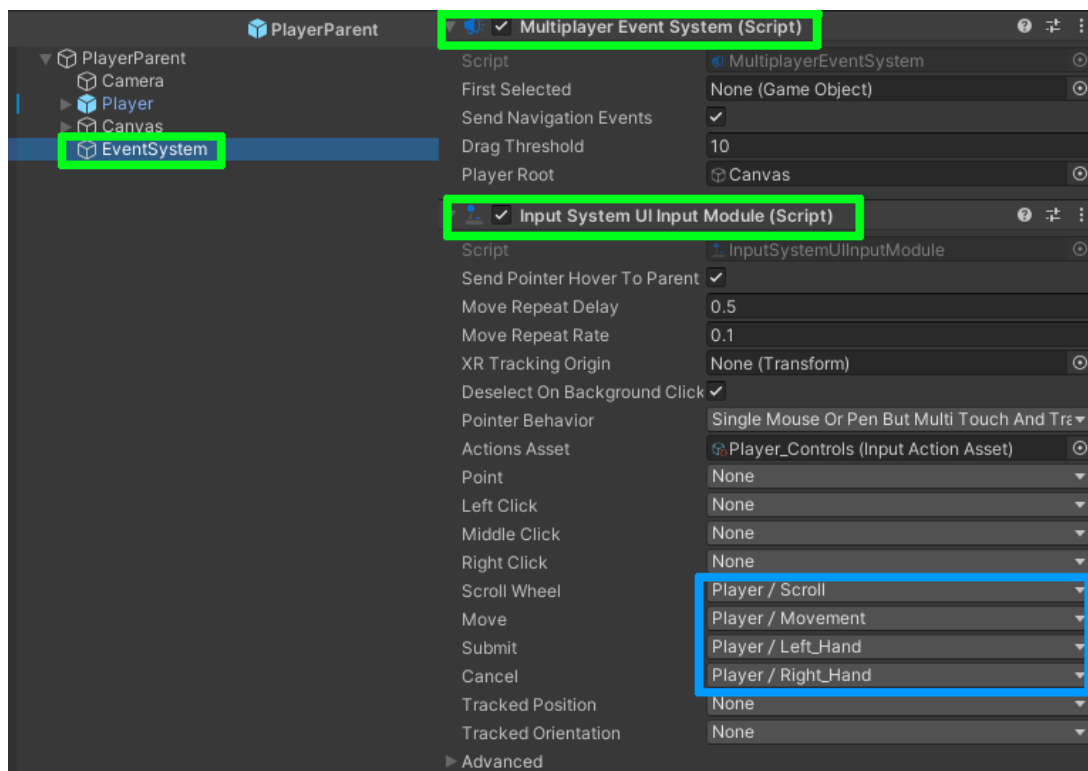 PlayerParent
PlayerParent
Camera
Player
Canvas
EventSystem
Multiplayer Event System (Script)
Script MultiplayerEventSystem
First Selected None (Game Object)
Send Navigation Events
Drag Threshold 10
Player Root Canvas
Input System UI Input Module (Script)
Script InputSystemUIInputModule
Send Pointer Hover To Parent
Move Repeat Delay 0.5
Move Repeat Rate 0.1
XR Tracking Origin None (Transform)
Deselect On Background Click
Pointer Behavior Single Mouse Or Pen But Multi Touch And Tra
Actions Asset Player_Controls (Input Action Asset)
Point None
Left Click None
Middle Click None
Right Click None
Scroll Wheel Player / Scroll
Move Player / Movement
Submit Player / Left_Hand
Cancel Player / Right_Hand
Tracked Position None
Tracked Orientation None
Advanced